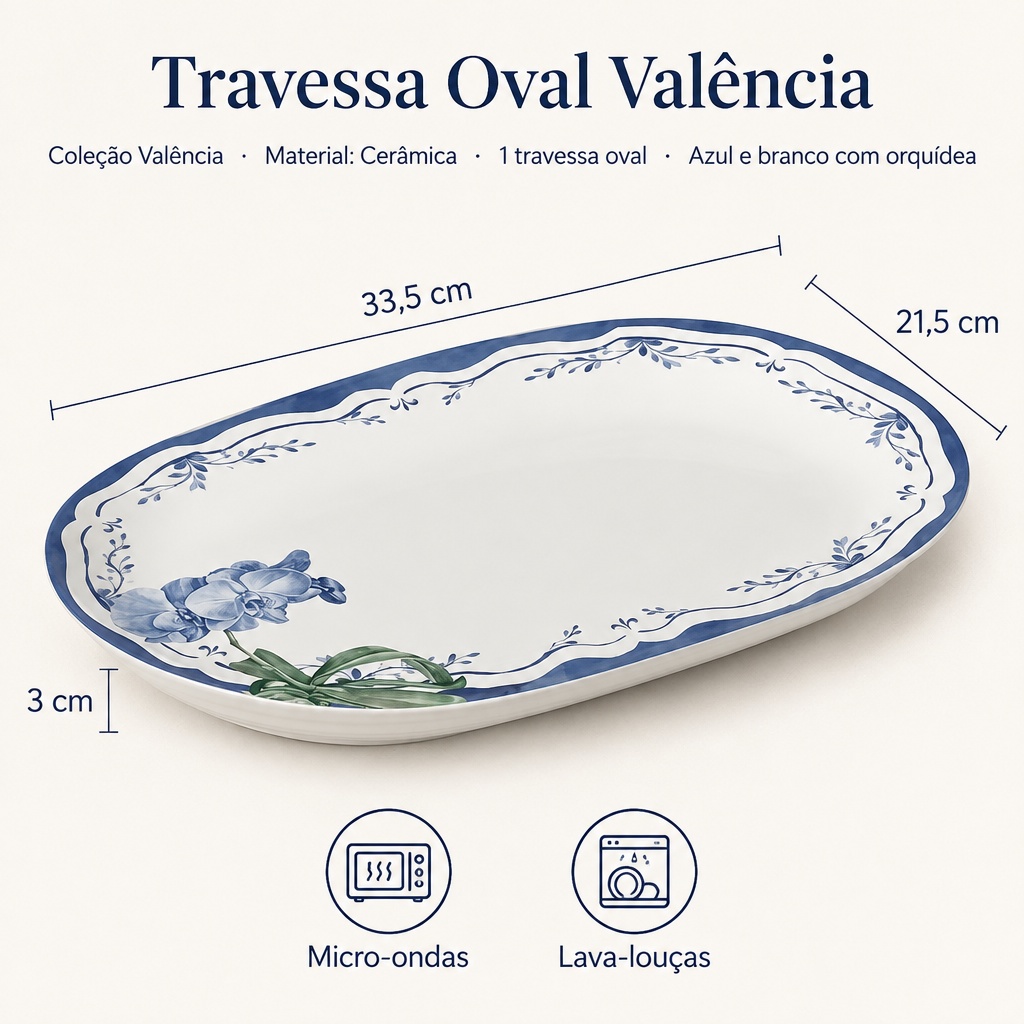 Travessa Oval Valência
Coleção Valência · Material: Cerâmica · 1 travessa oval · Azul e branco com orquídea
33,5 cm
21,5 cm
3 cm
Micro-ondas
Lava-louças